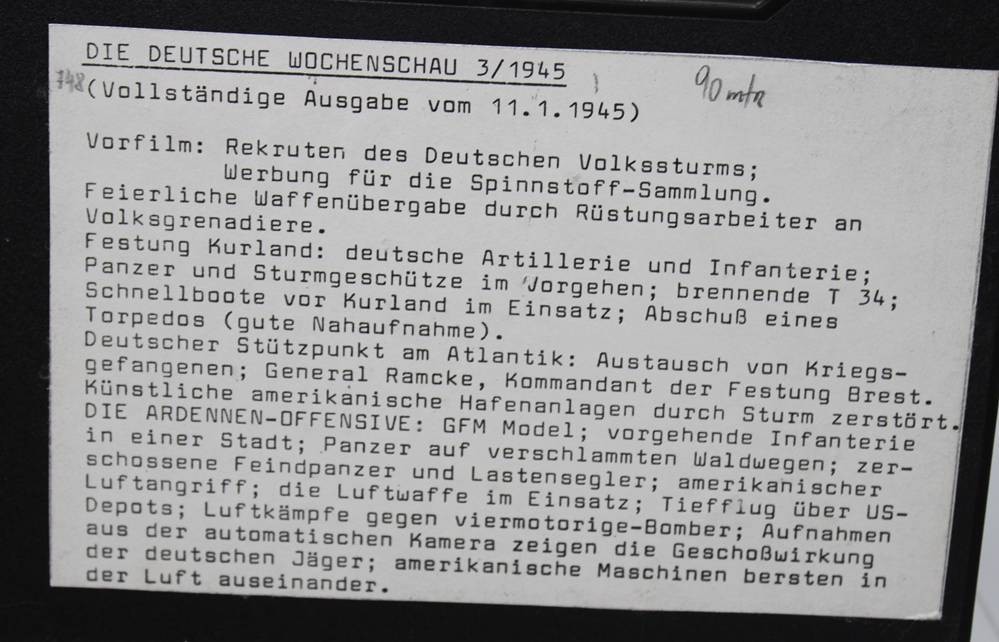 DIE DEUTSCHE WOCHENSCHAU 3/1945
90 mtr
748
(Vollständige Ausgabe vom 11.1.1945)
Vorfilm: Rekruten des Deutschen Volkssturms;
Werbung für die Spinnstoff-Sammlung.
Feierliche Waffenübergabe durch Rüstungsarbeiter an
Volksgrenadiere.
Festung Kurland: deutsche Artillerie und Infanterie;
Panzer und Sturmgeschütze im Vorgehen; brennende T 34;
Schnellboote vor Kurland im Einsatz; Abschuß eines
Torpedos (gute Nahaufnahme).
Deutscher Stützpunkt am Atlantik: Austausch von Kriegs-
gefangenen; General Ramcke, Kommandant der Festung Brest.
Künstliche amerikanische Hafenanlagen durch Sturm zerstört.
DIE ARDENNEN-OFFENSIVE: GFM Model; vorgehende Infanterie
in einer Stadt; Panzer auf verschlammten Waldwegen; zer-
schossene Feindpanzer und Lastensegler; amerikanischer
Luftangriff; die Luftwaffe im Einsatz; Tiefflug über US-
Depots; Luftkämpfe gegen viermotorige-Bomber; Aufnahmen
aus der automatischen Kamera zeigen die Geschoßwirkung
der deutschen Jäger; amerikanische Maschinen bersten in
der Luft auseinander.